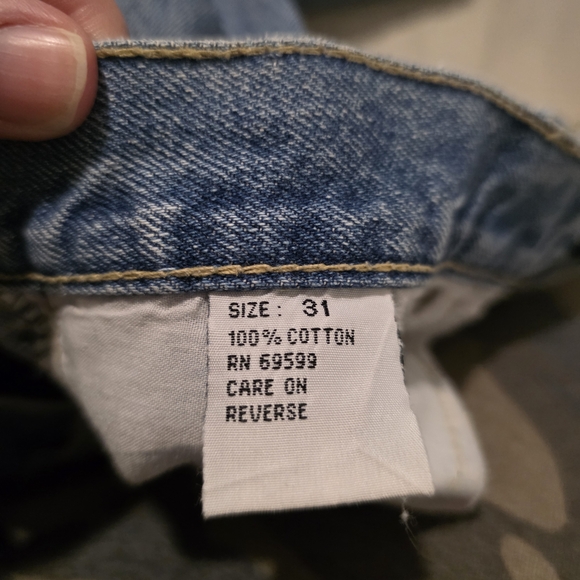 SIZE: 31
100% COTTON
RN 69599
CARE ON
REVERSE